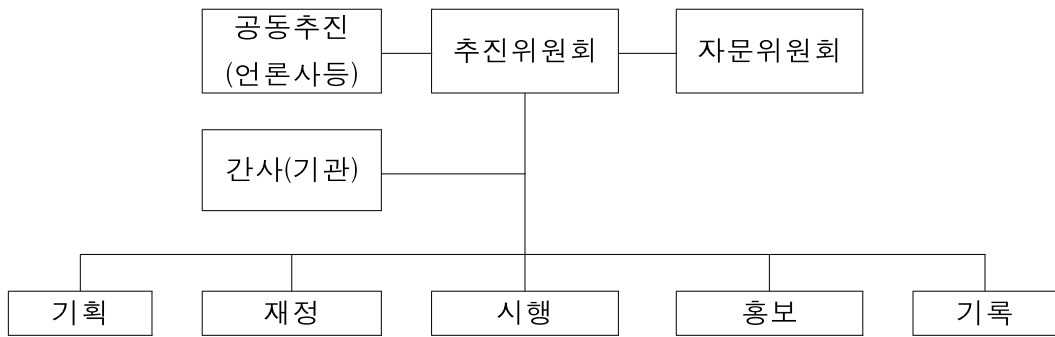 공동추진
(언론사등)
추진위원회
자문위원회
간사(기관)
기획
재정
시행
홍보
기록